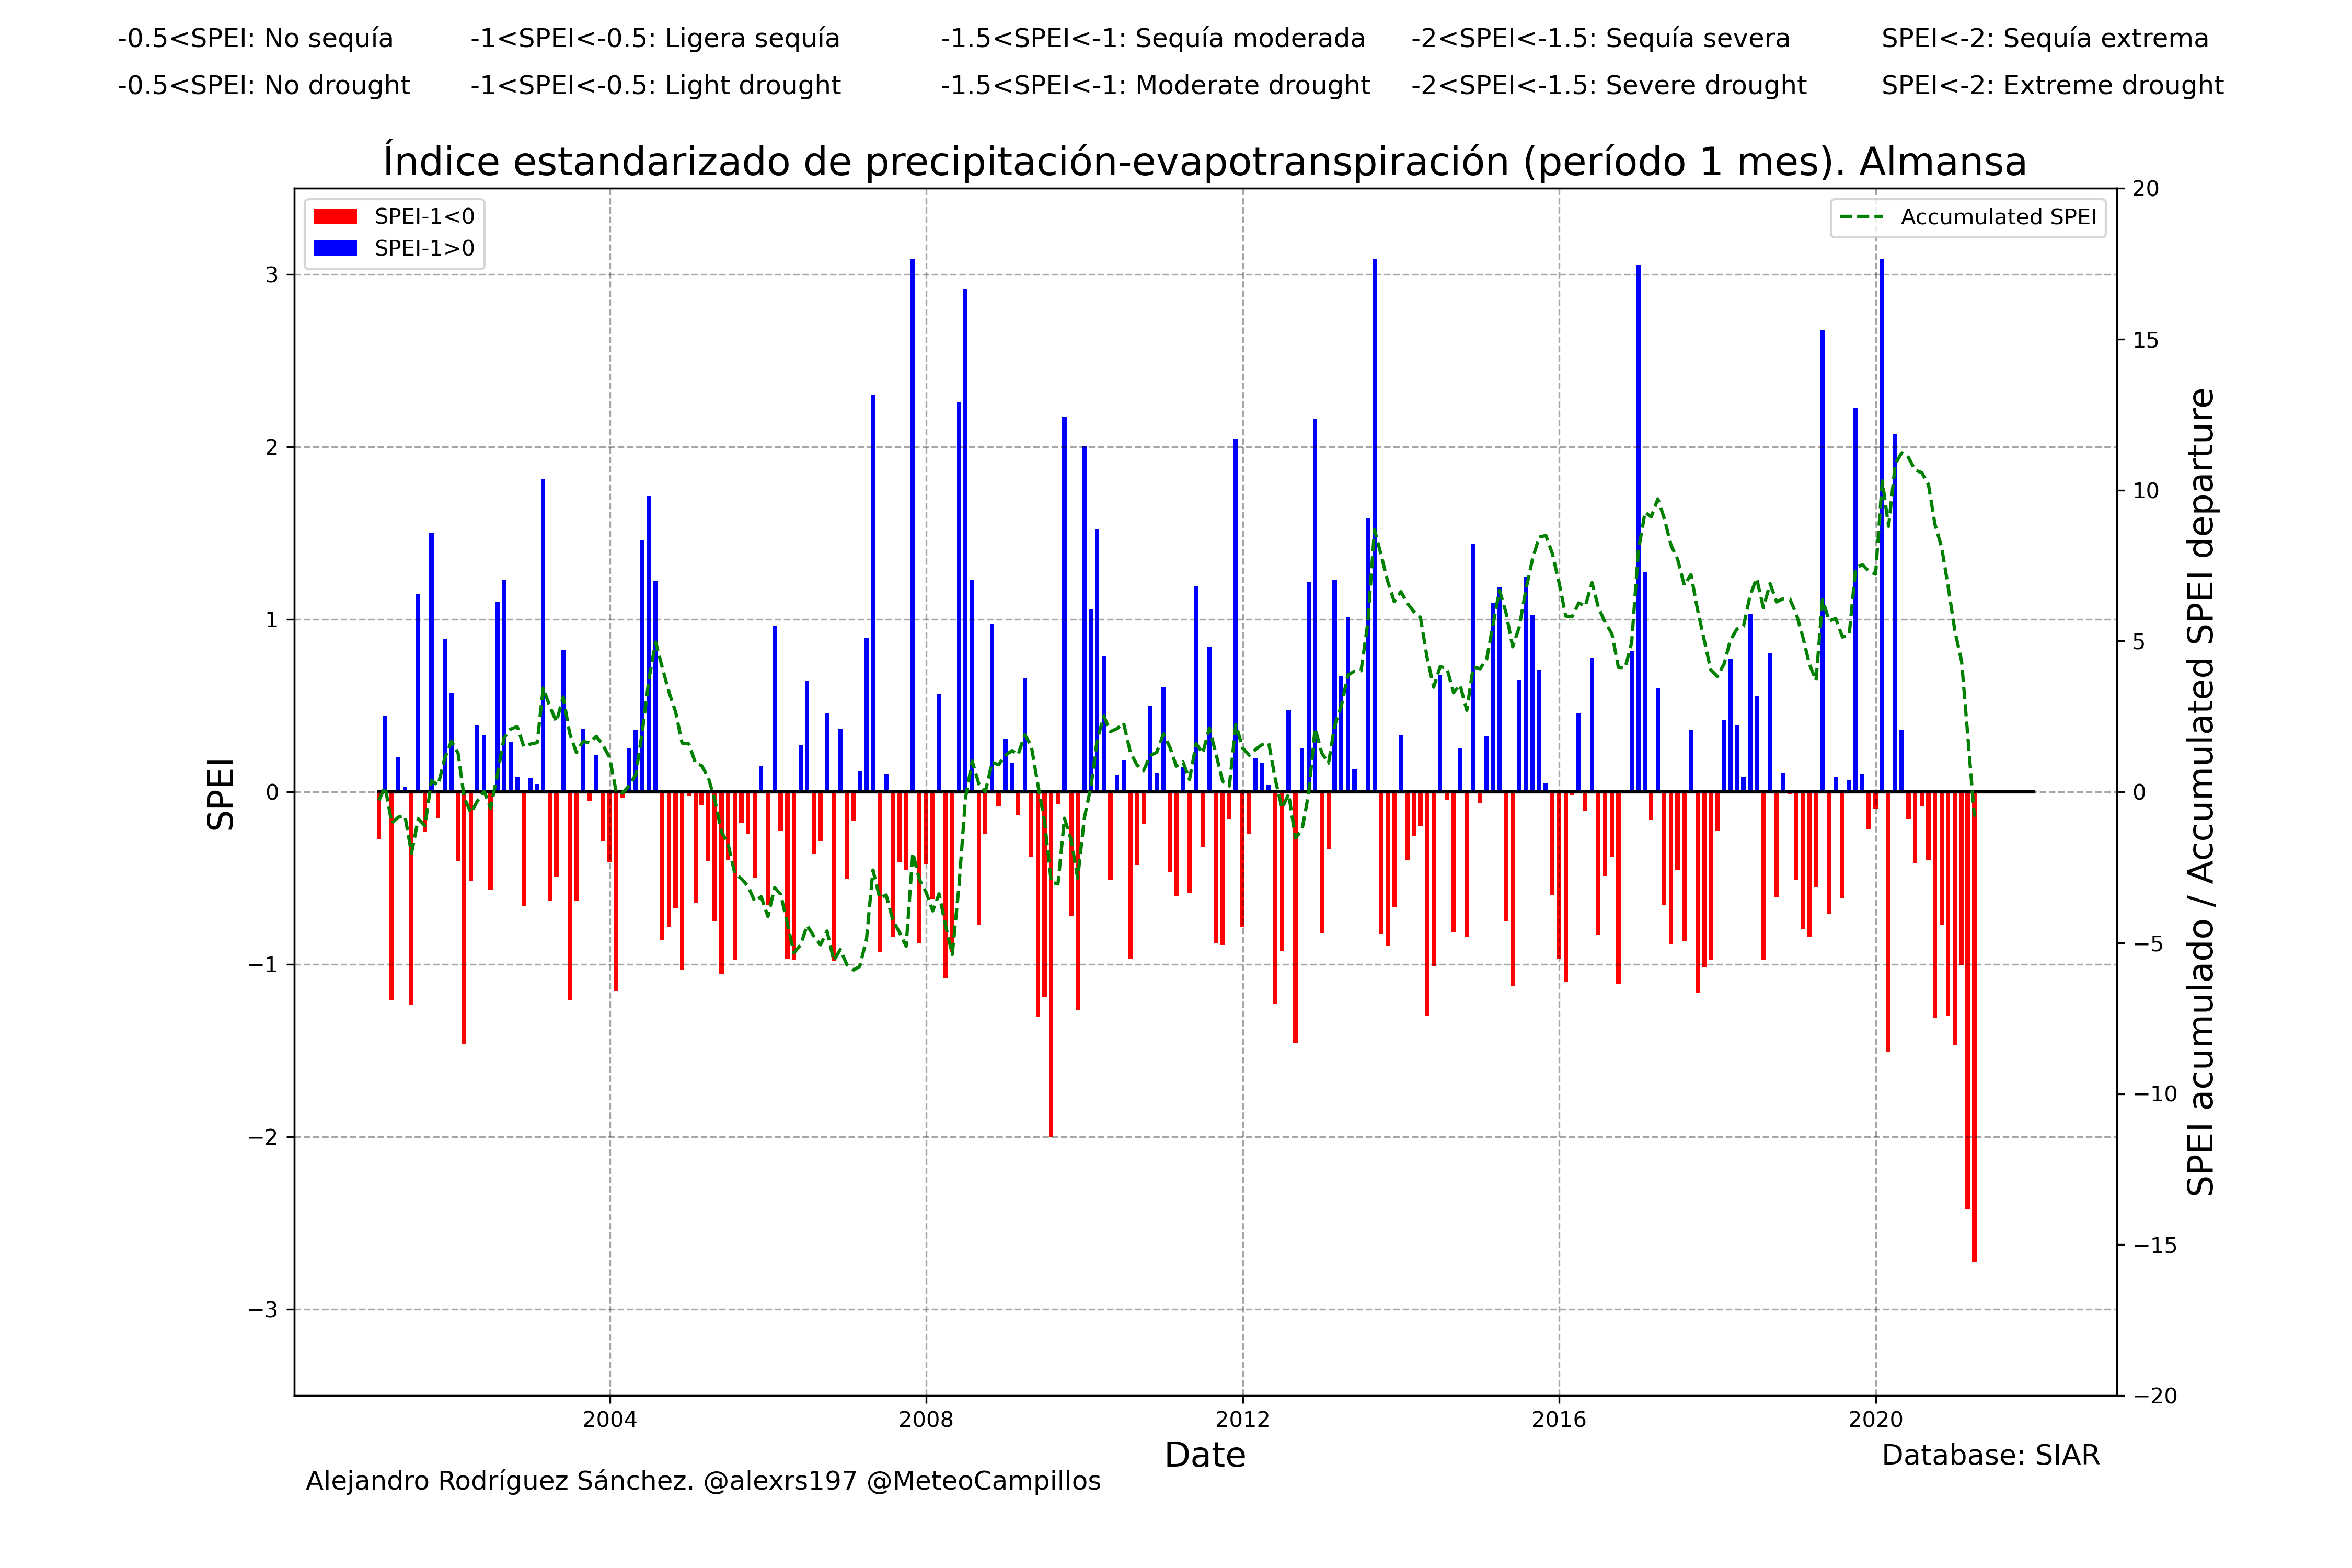 -0.5<SPEI: No sequía -1<SPEI<-0.5: Ligera sequía -1.5<SPEI<-1: Sequía moderada -2<SPEI<-1.5: Sequía severa SPEI<-2: Sequía extrema
-0.5<SPEI: No drought -1<SPEI<-0.5: Light drought -1.5<SPEI<-1: Moderate drought -2<SPEI<-1.5: Severe drought SPEI<-2: Extreme drought
Índice estandarizado de precipitación-evapotranspiración (período 1 mes). Almansa
SPEI-1<0
SPEI-1>0
Accumulated SPEI
SPEI
3
2
1
0
−1
−2
−3
20
15
10
5
0
−5
−10
−15
−20
SPEI acumulado / Accumulated SPEI departure
2004 2008 2012 2016 2020
Date
Database: SIAR
Alejandro Rodríguez Sánchez. @alexrs197 @MeteoCampillos